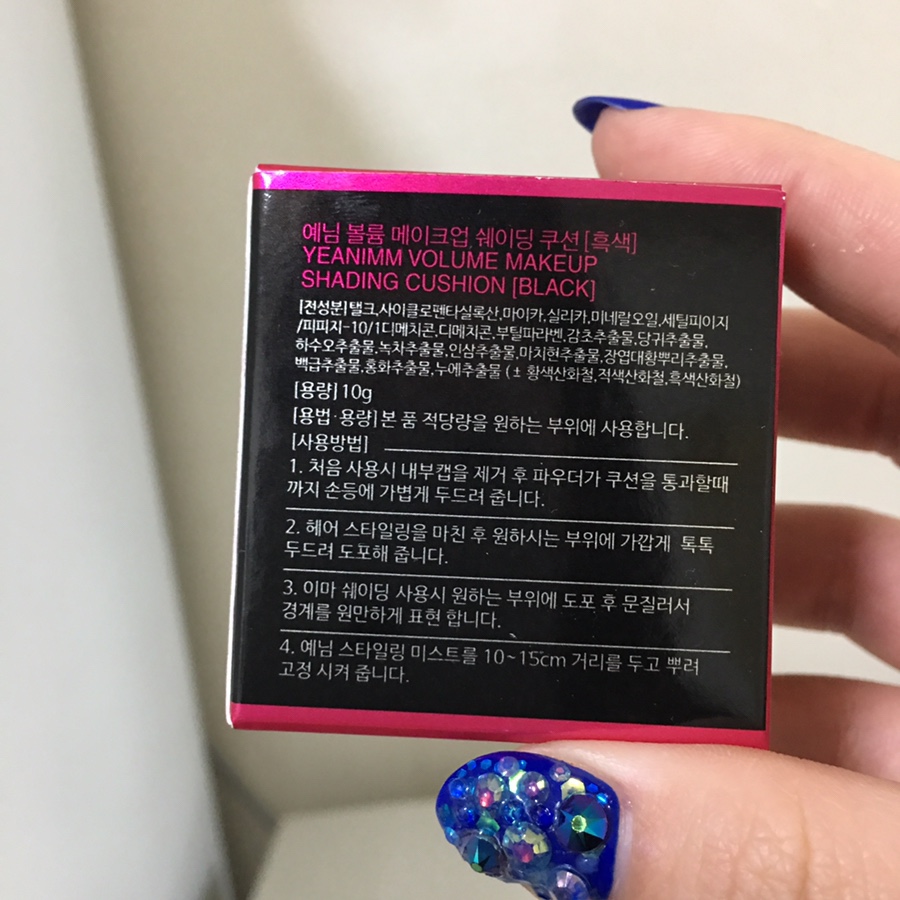 예님 볼륨 메이크업 쉐이딩 쿠션 [흑색]
YEANIMM VOLUME MAKEUP
SHADING CUSHION [BLACK]
[전성분]탤크,사이클로펜타실록산,마이카,실리카,미네랄오일,세틸피이지
/피피지-10/1디메치콘,디메치콘,부틸파라벤,감초추출물,당귀추출물,
하수오추출물,녹차추출물,인삼추출물,마치현추출물,장엽대황뿌리추출물,
백급추출물,홍화추출물,누에추출물 (± 황색산화철,적색산화철,흑색산화철)
[용량]10g
[용법·용량]본 품 적당량을 원하는 부위에 사용합니다.
[사용방법]
1. 처음 사용시 내부캡을 제거 후 파우더가 쿠션을 통과할때
까지 손등에 가볍게 두드려 줍니다.
2. 헤어 스타일링을 마친 후 원하시는 부위에 가깝게 톡톡
두드려 도포해 줍니다.
3. 이마 쉐이딩 사용시 원하는 부위에 도포 후 문질러서
경계를 원만하게 표현 합니다.
4. 예님 스타일링 미스트를 10~15cm 거리를 두고 뿌려
고정 시켜 줍니다.